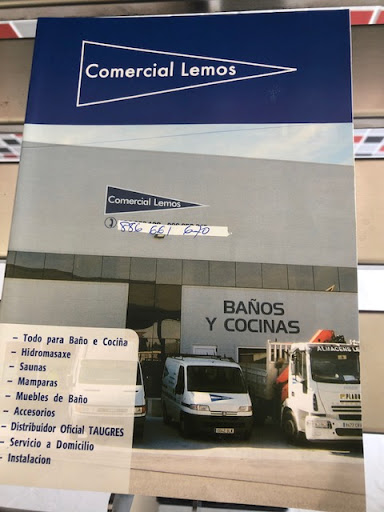 Comercial Lemos
Comercial Lemos
886 661 670
BAÑOS
Y COCINAS
ALMACENS
– Todo para Baño e Cociña
– Hidromasaxe
– Saunas
– Mamparas
– Muebles de Baño
– Accesorios
– Distribuidor Oficial TAUGRES
– Servicio a Domicilio
– Instalacion